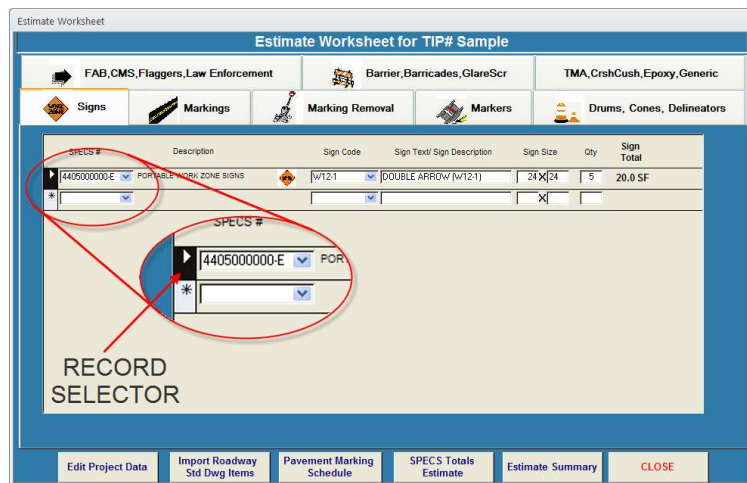 Estimate Worksheet
Estimate Worksheet for TIP# Sample
FAB,CMS,Flaggers,Law Enforcement
Barrier,Barricades,GlareScr
TMA,CrshCush,Epoxy,Generic
WORK ZONE
Signs
Markings
Marking Removal
Markers
Drums, Cones, Delineators
SPECS # Description Sign Code Sign Text/ Sign Description Sign Size Qty Sign Total
4405000000-E PORTABLE WORK ZONE SIGNS W12-1 DOUBLE ARROW (W12-1) 24 X 24 5 20.0 SF
* X
SPECS #
4405000000-E POR
*
RECORD
SELECTOR
Edit Project Data
Import Roadway
Std Dwg Items
Pavement Marking
Schedule
SPECS Totals
Estimate
Estimate Summary
CLOSE